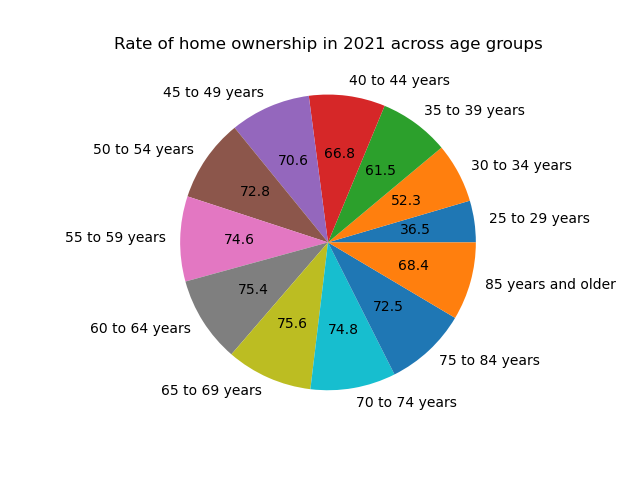 Rate of home ownership in 2021 across age groups
40 to 44 years
45 to 49 years
35 to 39 years
50 to 54 years
30 to 34 years
25 to 29 years
55 to 59 years
85 years and older
60 to 64 years
75 to 84 years
65 to 69 years
70 to 74 years
66.8
70.6
61.5
72.8
52.3
36.5
74.6
68.4
75.4
72.5
75.6
74.8